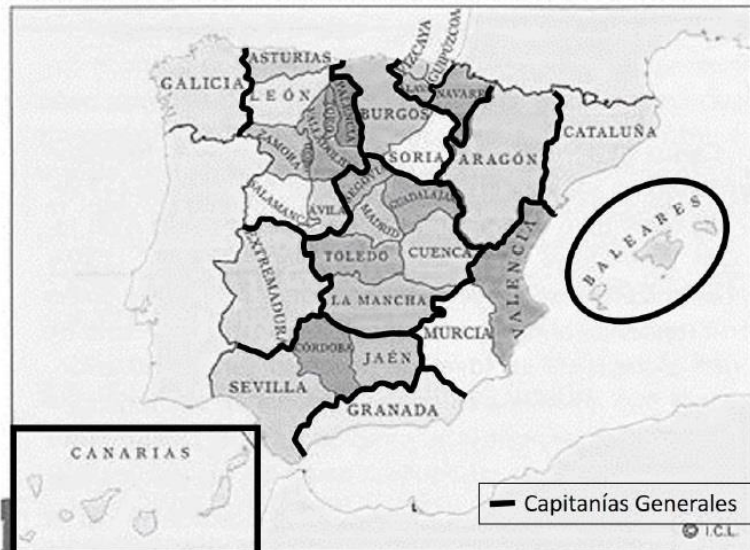 ASTURIAS
VIZCAYA
GUIPÚZCOA
GALICIA
LEÓN
PALENCIA
BURGOS
NAVARRA
CATALUÑA
ZAMORA
VALLADOLID
SORIA
ARAGÓN
SALAMANCA
ÁVILA
SEGOVIA
MADRID
GUADALAJARA
BALEARES
EXTREMADURA
TOLEDO
CUENCA
VALENCIA
LA MANCHA
MURCIA
CÓRDOBA
JAÉN
SEVILLA
GRANADA
CANARIAS
Capitanías Generales
© I.C.L.